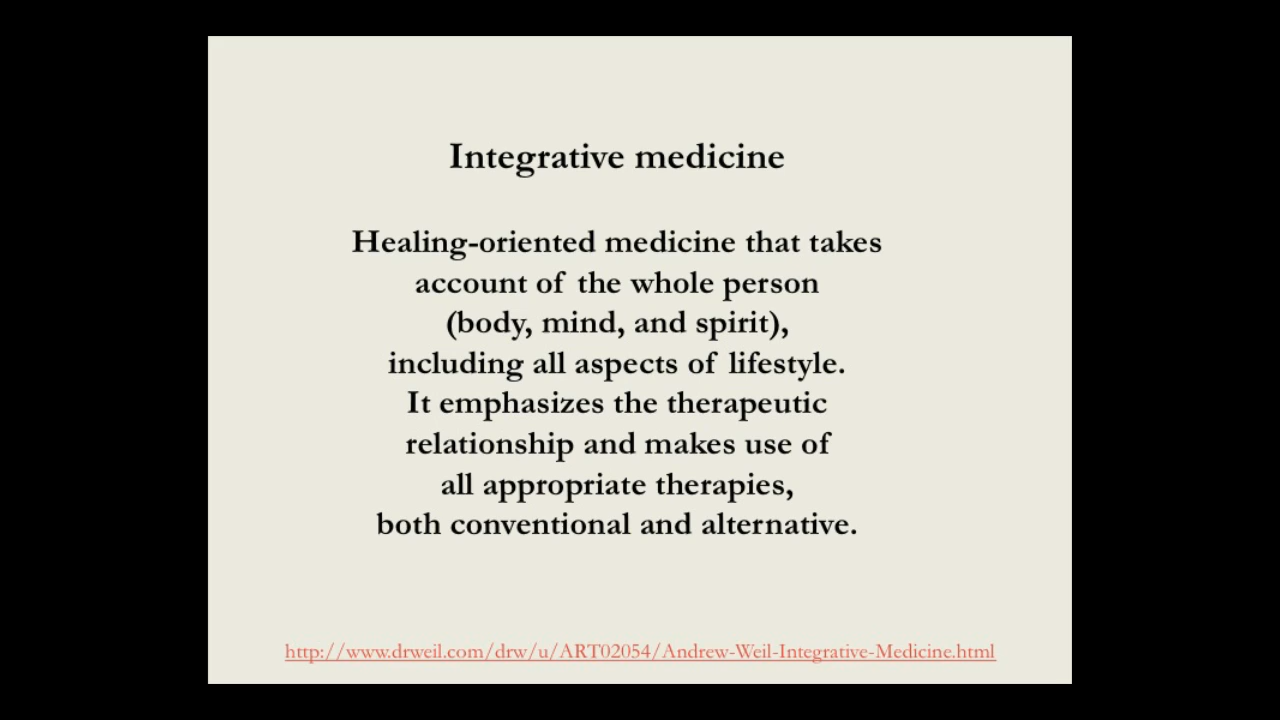 Integrative medicine
Healing-oriented medicine that takes
account of the whole person
(body, mind, and spirit),
including all aspects of lifestyle.
It emphasizes the therapeutic
relationship and makes use of
all appropriate therapies,
both conventional and alternative.
http://www.drweil.com/drw/u/ART02054/Andrew-Weil-Integrative-Medicine.html